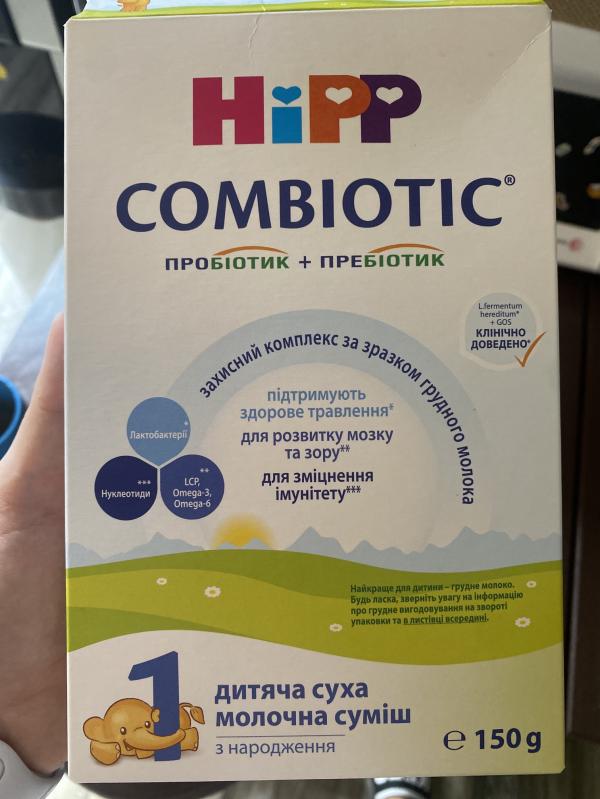 HiPP
COMBIOTIC®
ПРОБІОТИК + ПРЕБІОТИК
L.fermentum
hereditum*
+ GOS
КЛІНІЧНО
ДОВЕДЕНО*
захисний комплекс за зразком грудного молока
підтримують
здорове травлення*
для розвитку мозку
та зору**
для зміцнення
імунітету***
*
Лактобактерії
***
Нуклеотиди
**
LCP,
Omega-3,
Omega-6
Найкраще для дитини – грудне молоко.
Будь ласка, зверніть увагу на інформацію
про грудне вигодовування на звороті
упаковки та в листівці всередині.
1
дитяча суха
молочна суміш
з народження
℮ 150 g